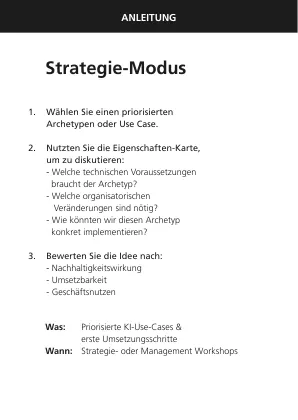 ANLEITUNG
Strategie-Modus
1. Wählen Sie einen priorisierten
Archetypen oder Use Case.
2. Nutzten Sie die Eigenschaften-Karte,
um zu diskutieren:
- Welche technischen Voraussetzungen
braucht der Archetyp?
- Welche organisatorischen
Veränderungen sind nötig?
- Wie könnten wir diesen Archetyp
konkret implementieren?
3. Bewerten Sie die Idee nach:
- Nachhaltigkeitswirkung
- Umsetzbarkeit
- Geschäftsnutzen
Was: Priorisierte KI-Use-Cases &
erste Umsetzungsschritte
Wann: Strategie- oder Management Workshops